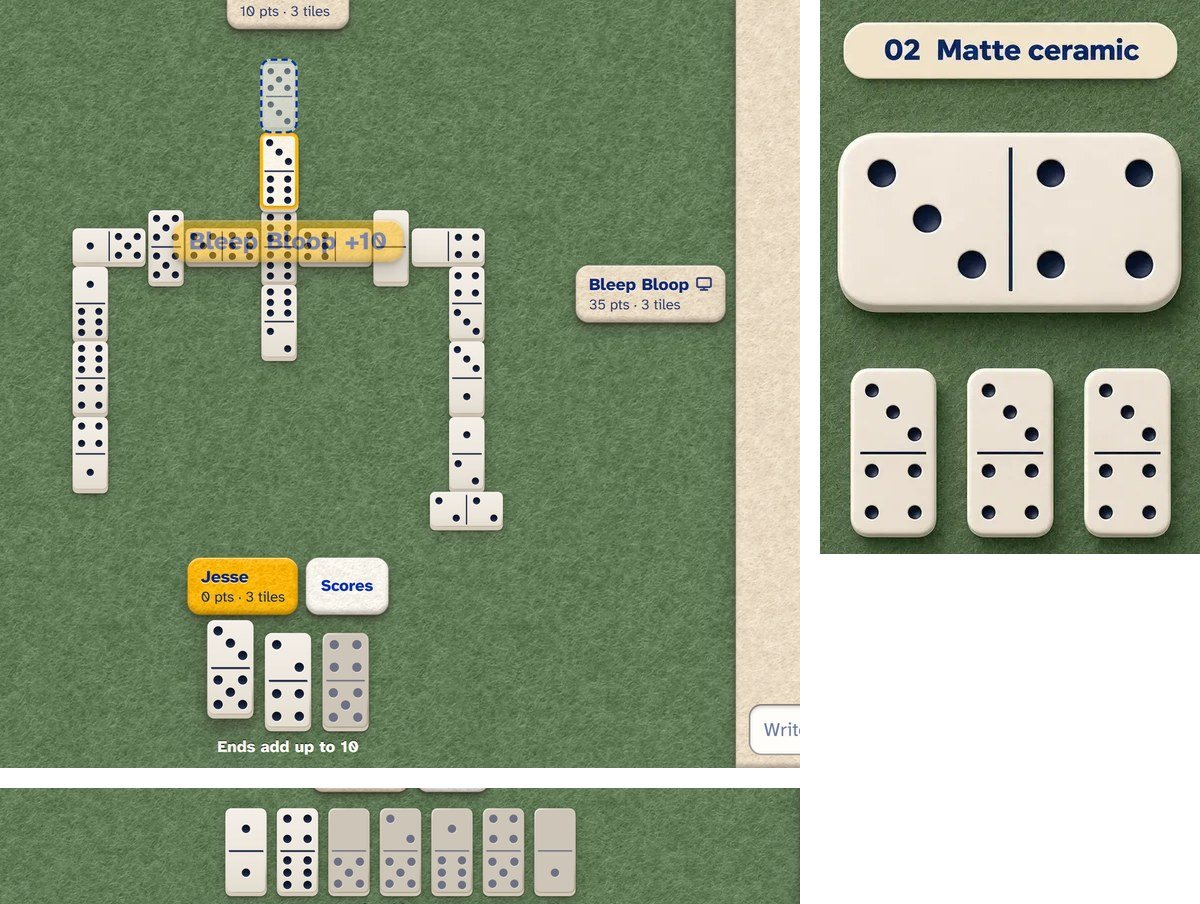 10 pts · 3 tiles
02 Matte ceramic
Bleep Bloop +10
Bleep Bloop
35 pts · 3 tiles
Jesse
0 pts · 3 tiles
Scores
Ends add up to 10